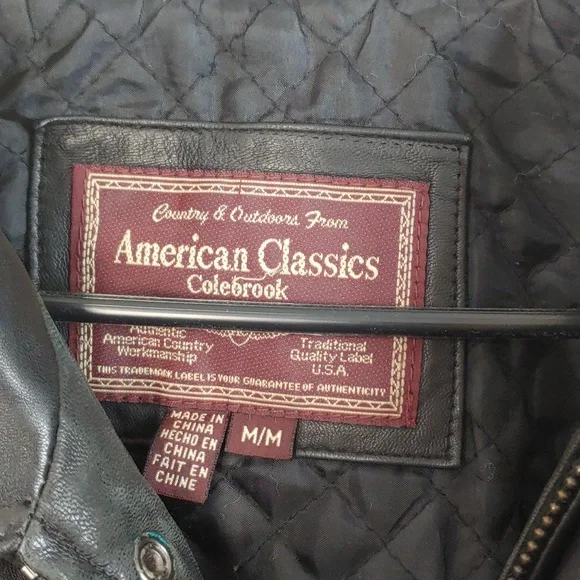 Country & Outdoors From
American Classics
Colebrook
Authentic
American Country
Workmanship
Traditional
Quality Label
U.S.A.
THIS TRADEMARK LABEL IS YOUR GUARANTEE OF AUTHENTICITY
MADE IN
CHINA
HECHO EN
CHINA
FAIT EN
CHINE
M/M